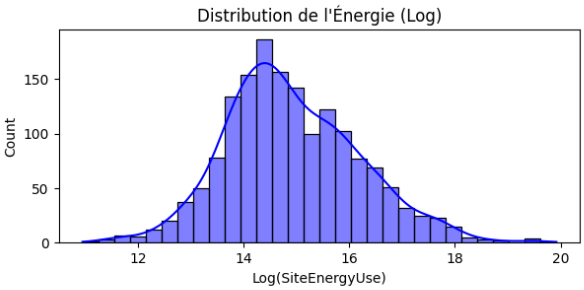 Distribution de l'Énergie (Log)
150
100
50
0
Count
12 14 16 18 20
Log(SiteEnergyUse)